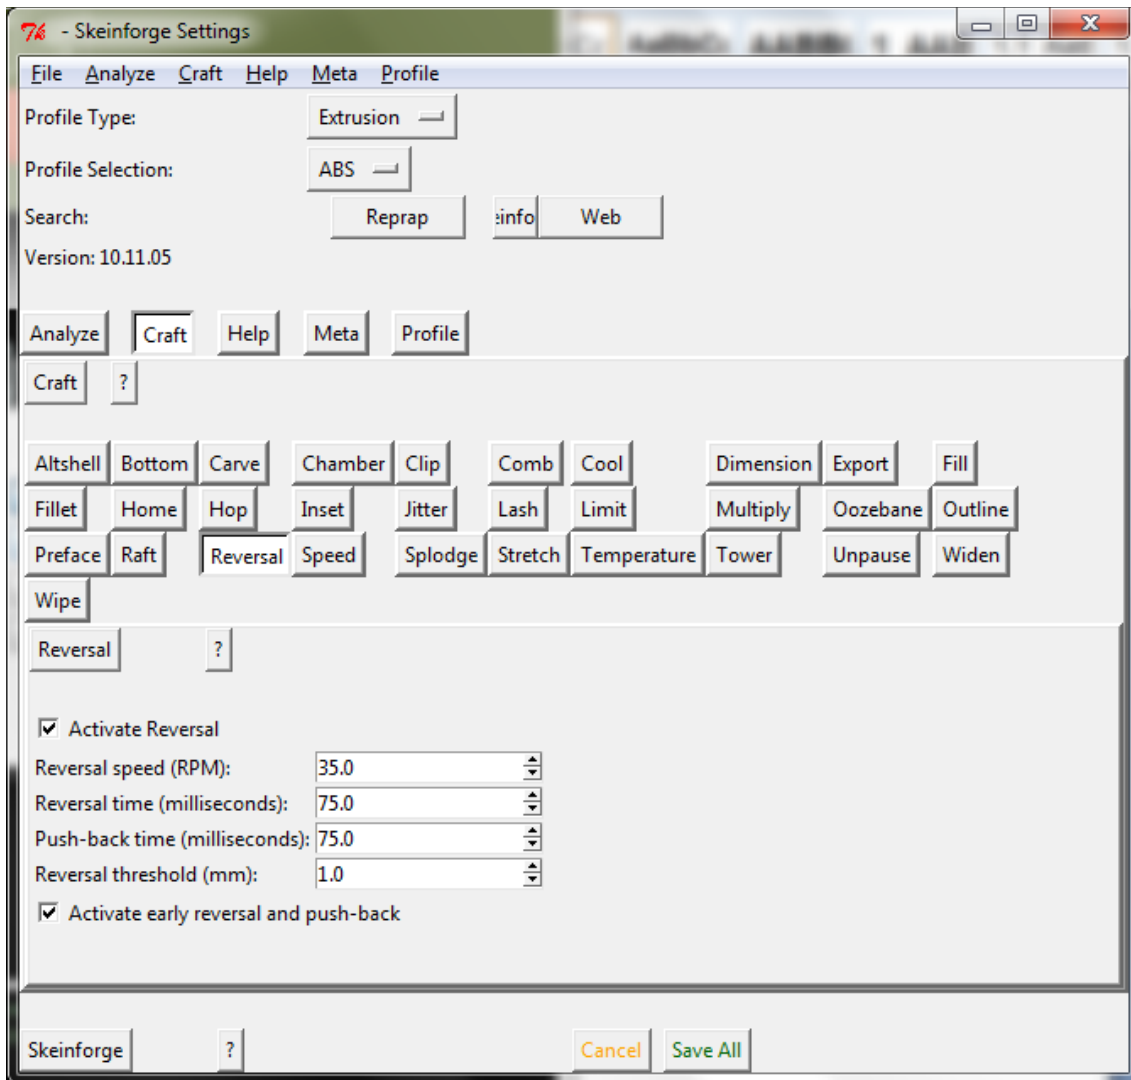 - Skeinforge Settings
File Analyze Craft Help Meta Profile
Profile Type: Extrusion
Profile Selection: ABS
Search: Reprap einfo Web
Version: 10.11.05
Analyze Craft Help Meta Profile
Craft ?
Altshell Bottom Carve Chamber Clip Comb Cool Dimension Export Fill
Fillet Home Hop Inset Jitter Lash Limit Multiply Oozebane Outline
Preface Raft Reversal Speed Splodge Stretch Temperature Tower Unpause Widen
Wipe
Reversal ?
Activate Reversal
Reversal speed (RPM): 35.0
Reversal time (milliseconds): 75.0
Push-back time (milliseconds): 75.0
Reversal threshold (mm): 1.0
Activate early reversal and push-back
Skeinforge ? Cancel Save All